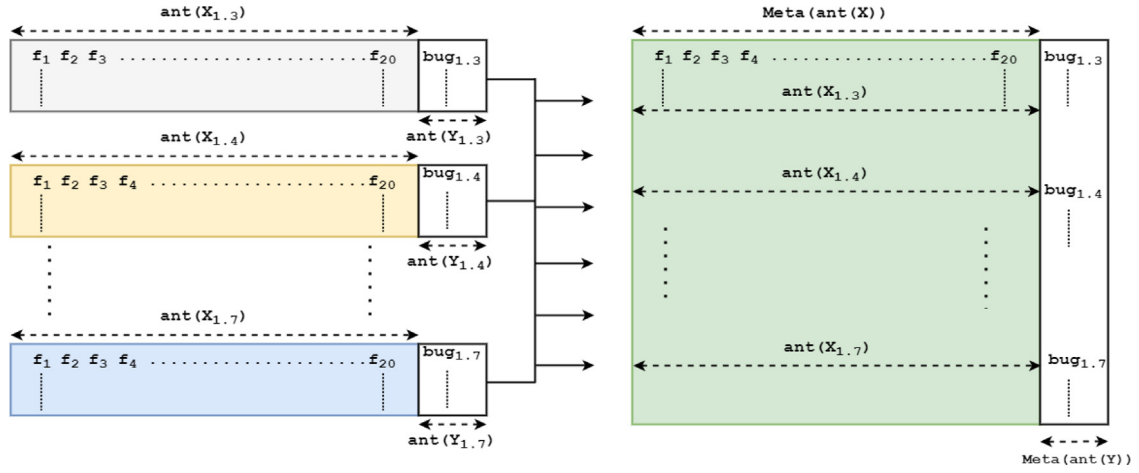 ant(X1.3)
f1 f2 f3 ........................... f20 bug1.3
ant(Y1.3)
ant(X1.4)
f1 f2 f3 f4 ........................ f20 bug1.4
ant(Y1.4)
ant(X1.7)
f1 f2 f3 f4 ........................ f20 bug1.7
ant(Y1.7)
Meta(ant(X))
f1 f2 f3 f4 ........................ f20 bug1.3
ant(X1.3)
ant(X1.4) bug1.4
ant(X1.7) bug1.7
Meta(ant(Y))